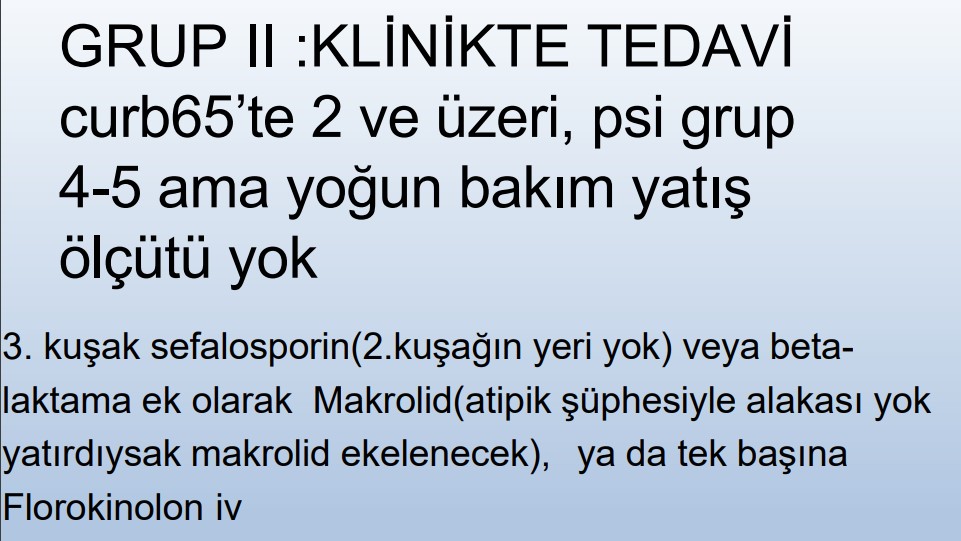 GRUP II :KLİNİKTE TEDAVİ
curb65’te 2 ve üzeri, psi grup
4-5 ama yoğun bakım yatış
ölçütü yok
3. kuşak sefalosporin(2.kuşağın yeri yok) veya beta-
laktama ek olarak  Makrolid(atipik şüphesiyle alakası yok
yatırdıysak makrolid ekelenecek),  ya da tek başına
Florokinolon iv